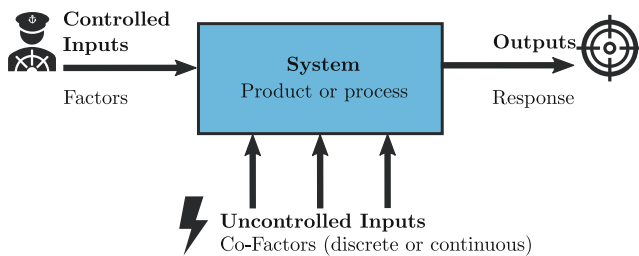 Controlled
Inputs
Factors
System
Product or process
Outputs
Response
Uncontrolled Inputs
Co-Factors (discrete or continuous)